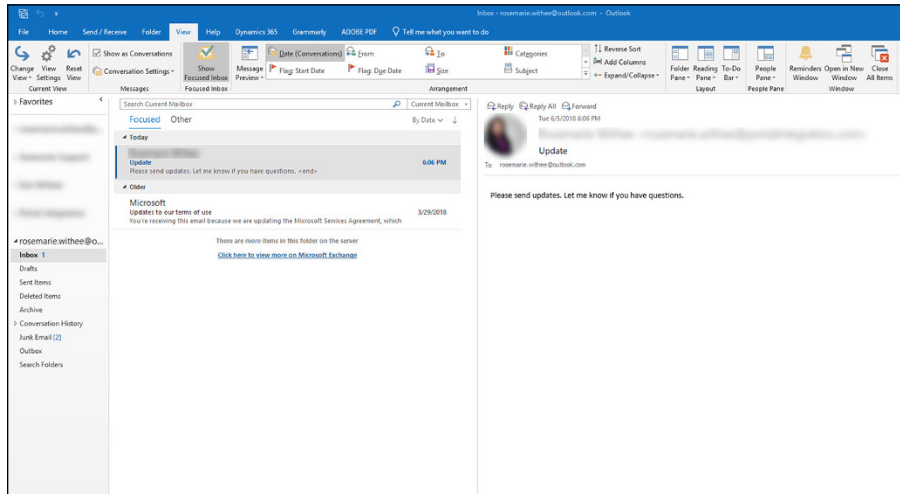 Inbox - rosemarie.withee@outlook.com - Outlook
File Home Send / Receive Folder View Help Dynamics 365 Grammarly ADOBE PDF Tell me what you want to do
Change View
View Settings
Reset View
Current View
Show as Conversations
Conversation Settings
Messages
Show Focused Inbox
Focused Inbox
Message Preview
Date (Conversations) From To Categories
Flag: Start Date Flag: Due Date Size Subject
Arrangement
Reverse Sort
Add Columns
Expand/Collapse
Folder Pane
Reading Pane
To-Do Bar
Layout
People Pane
People Pane
Reminders Window
Open in New Window
Close All Items
Window
Favorites
rosemarie.withee@o...
Inbox 1
Drafts
Sent Items
Deleted Items
Archive
Conversation History
Junk Email [2]
Outbox
Search Folders
Search Current Mailbox Current Mailbox
Focused Other By Date
Today
Update 6:06 PM
Please send updates. Let me know if you have questions. <end>
Older
Microsoft
Updates to our terms of use 3/29/2018
You're receiving this email because we are updating the Microsoft Services Agreement, which
There are more items in this folder on the server
Click here to view more on Microsoft Exchange
Reply Reply All Forward
Tue 6/5/2018 6:06 PM
Update
To rosemarie.withee@outlook.com
Please send updates. Let me know if you have questions.